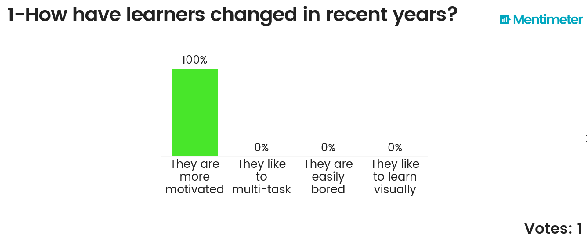 1-How have learners changed in recent years?
Mentimeter
100%
0%
0%
0%
They are more motivated
They like to multi-task
They are easily bored
They like to learn visually
Votes: 1